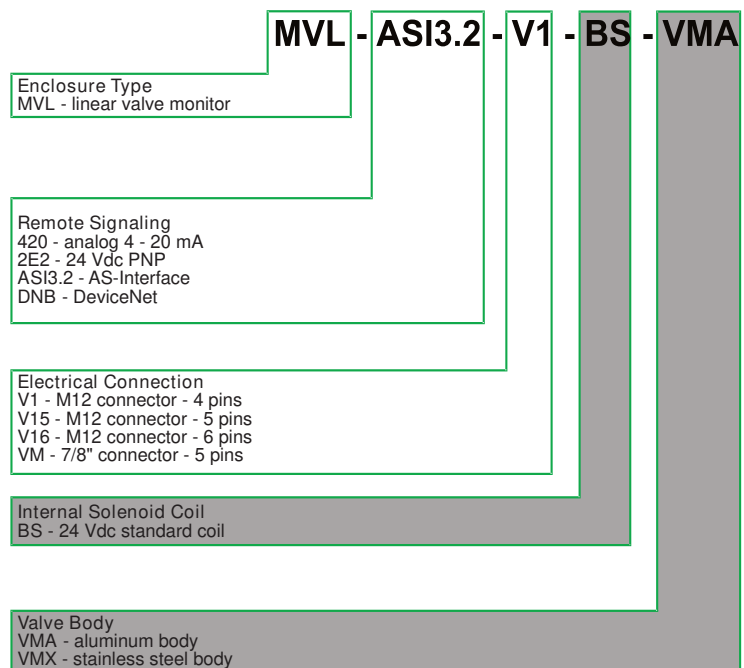 MVL - ASI3.2 - V1 - BS - VMA
Enclosure Type
MVL - linear valve monitor
Remote Signaling
420 - analog 4 - 20 mA
2E2 - 24 Vdc PNP
ASI3.2 - AS-Interface
DNB - DeviceNet
Electrical Connection
V1 - M12 connector - 4 pins
V15 - M12 connector - 5 pins
V16 - M12 connector - 6 pins
VM - 7/8" connector - 5 pins
Internal Solenoid Coil
BS - 24 Vdc standard coil
Valve Body
VMA - aluminum body
VMX - stainless steel body